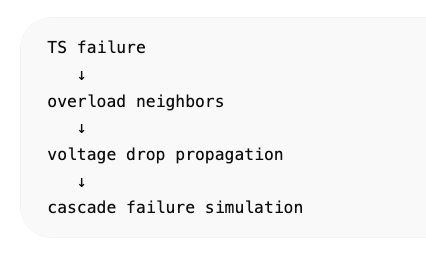 TS failure
↓
overload neighbors
↓
voltage drop propagation
↓
cascade failure simulation